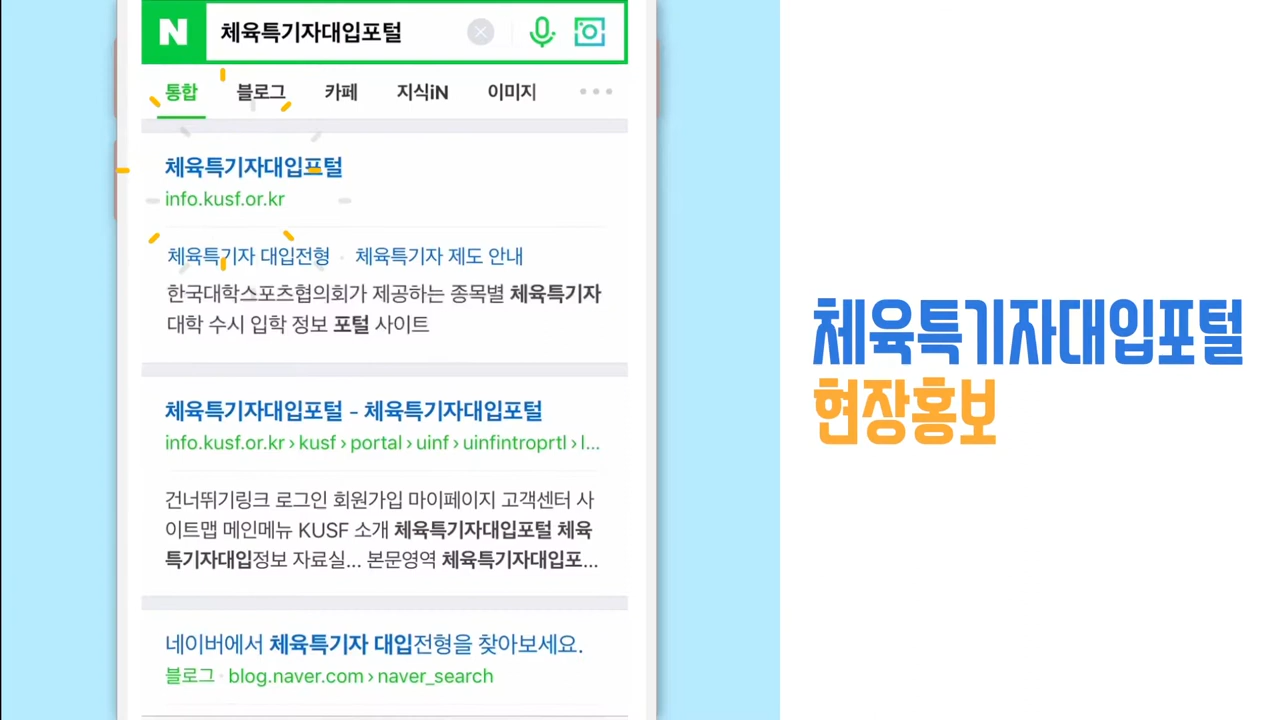 N 체육특기자대입포털
통합 블로그 카페 지식iN 이미지
체육특기자대입포털
info.kusf.or.kr
체육특기자 대입전형 · 체육특기자 제도 안내
한국대학스포츠협의회가 제공하는 종목별 체육특기자
대학 수시 입학 정보 포털 사이트
체육특기자대입포털 - 체육특기자대입포털
info.kusf.or.kr › kusf › portal › uinf › uinfintroprtl › l...
건너뛰기링크 로그인 회원가입 마이페이지 고객센터 사
이트맵 메인메뉴 KUSF 소개 체육특기자대입포털 체육
특기자대입정보 자료실... 본문영역 체육특기자대입포...
네이버에서 체육특기자 대입전형을 찾아보세요.
블로그 · blog.naver.com › naver_search
체육특기자대입포털
현장홍보